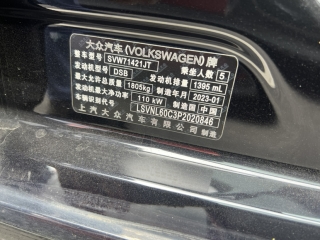 大众汽车(VOLKSWAGEN)牌
整车型号 SVW71421JT 乘坐人数 5
发动机型号 DSB 发动机排量 1395 mL
最大允许总质量 1805kg 制造年月 2023-01
发动机最大净功率 110 kW 制造国 中国
车辆识别代号 LSVNL60C3P2020846
上汽大众汽车有限公司制造